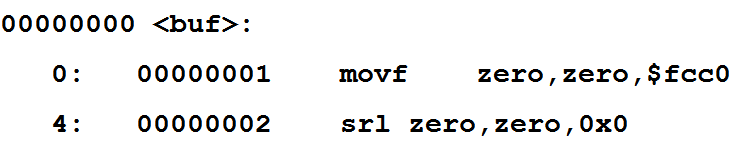 00000000 <buf>:
0: 00000001 movf zero,zero,$fcc0
4: 00000002 srl zero,zero,0x0